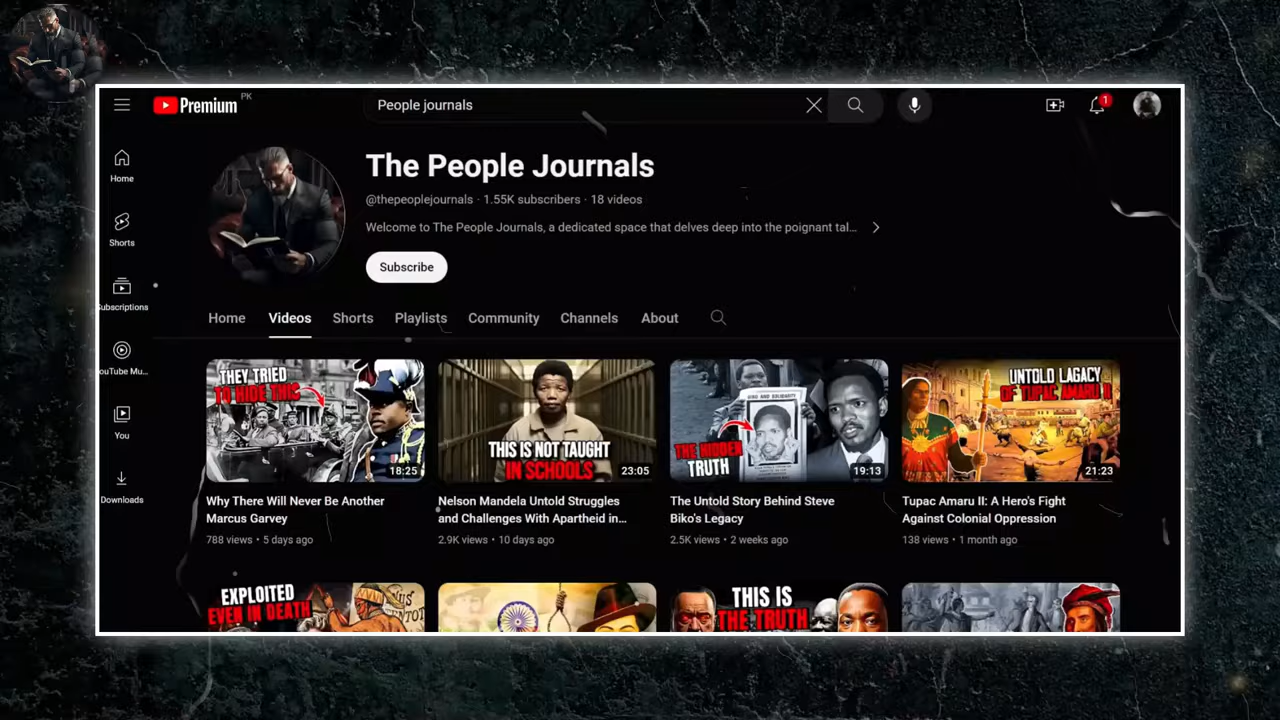 Premium PK
People journals
1
The People Journals
@thepeoplejournals · 1.55K subscribers · 18 videos
Welcome to The People Journals, a dedicated space that delves deep into the poignant tal...
Subscribe
Home
Shorts
Subscriptions
YouTube Mu...
You
Downloads
Home Videos Shorts Playlists Community Channels About
THEY TRIED
TO HIDE THIS
18:25
THIS IS NOT TAUGHT
IN SCHOOLS
23:05
THE HIDDEN
TRUTH
19:13
UNTOLD LAGACY
OF TUPAC AMARU II
21:23
Why There Will Never Be Another
Marcus Garvey
788 views • 5 days ago
Nelson Mandela Untold Struggles
and Challenges With Apartheid in...
2.9K views • 10 days ago
The Untold Story Behind Steve
Biko's Legacy
2.5K views • 2 weeks ago
Tupac Amaru II: A Hero's Fight
Against Colonial Oppression
138 views • 1 month ago
EXPLOITED
EVEN IN DEATH
THIS IS
THE TRUTH